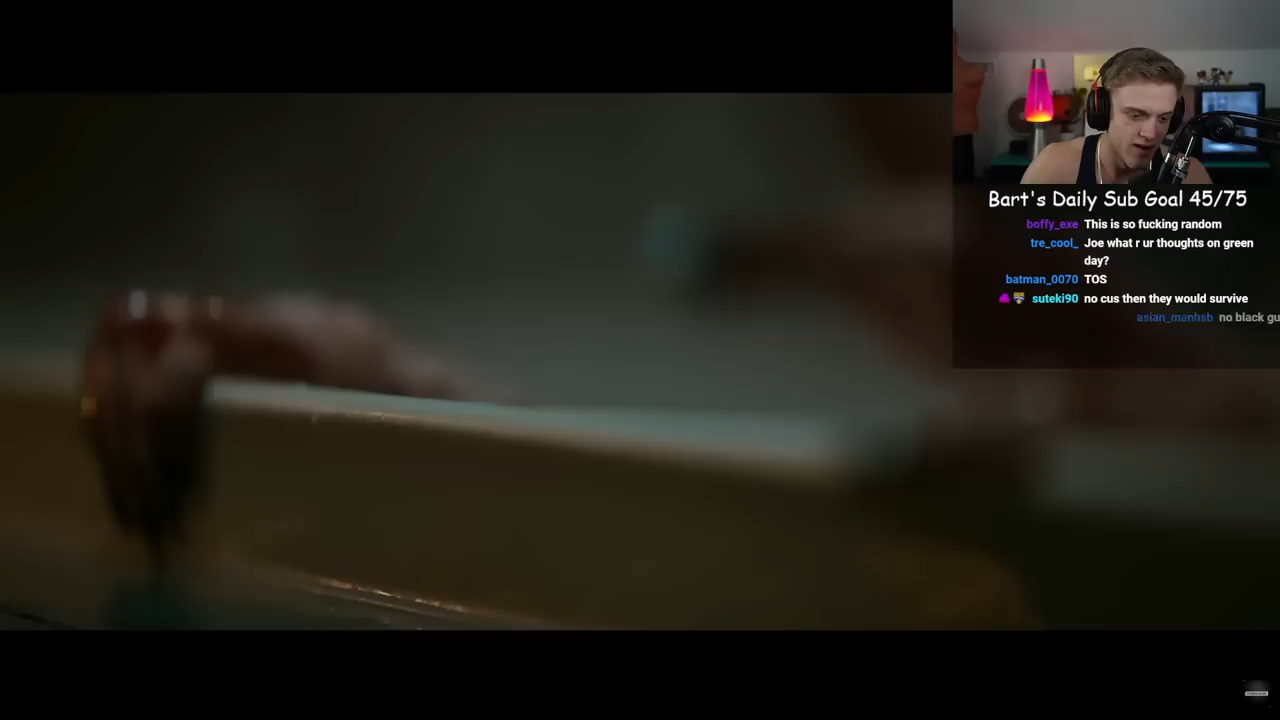 Bart's Daily Sub Goal 45/75
boffy_exe This is so fucking random
tre_cool_ Joe what r ur thoughts on green
day?
batman_0070 TOS
suteki90 no cus then they would survive
asian_manhsb no black gu